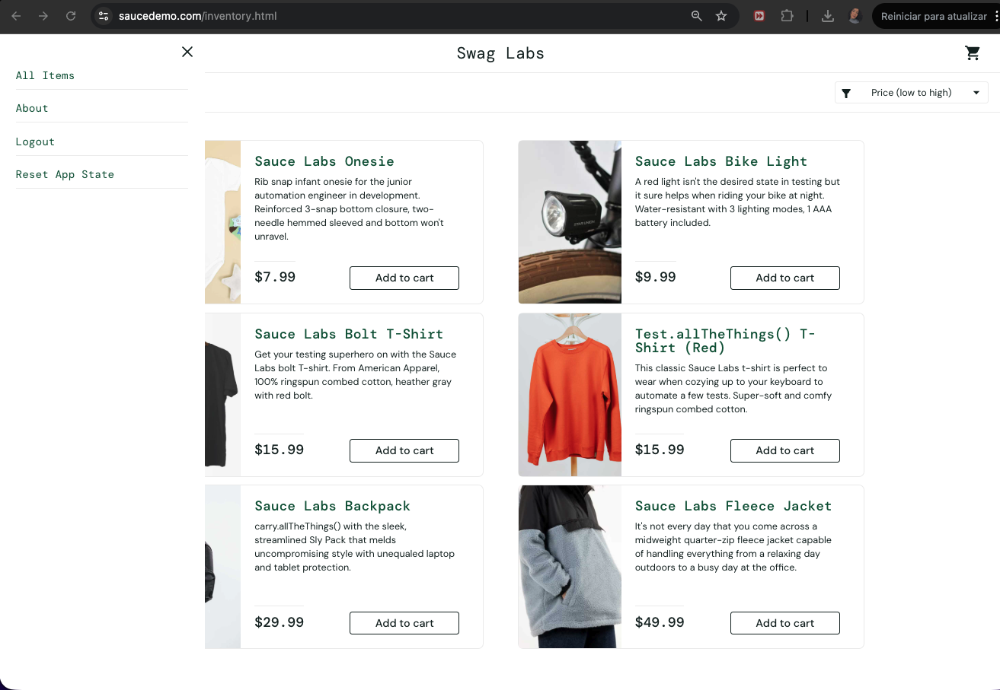 saucedemo.com/inventory.html
Reiniciar para atualizar
Swag Labs
All Items
About
Logout
Reset App State
Price (low to high)
Sauce Labs Onesie
Rib snap infant onesie for the junior
automation engineer in development.
Reinforced 3-snap bottom closure, two-
needle hemmed sleeved and bottom won't
unravel.
$7.99
Add to cart
Sauce Labs Bike Light
A red light isn't the desired state in testing but
it sure helps when riding your bike at night.
Water-resistant with 3 lighting modes, 1 AAA
battery included.
$9.99
Add to cart
Sauce Labs Bolt T-Shirt
Get your testing superhero on with the Sauce
Labs bolt T-shirt. From American Apparel,
100% ringspun combed cotton, heather gray
with red bolt.
$15.99
Add to cart
Test.allTheThings() T-
Shirt (Red)
This classic Sauce Labs t-shirt is perfect to
wear when cozying up to your keyboard to
automate a few tests. Super-soft and comfy
ringspun combed cotton.
$15.99
Add to cart
Sauce Labs Backpack
carry.allTheThings() with the sleek,
streamlined Sly Pack that melds
uncompromising style with unequaled laptop
and tablet protection.
$29.99
Add to cart
Sauce Labs Fleece Jacket
It's not every day that you come across a
midweight quarter-zip fleece jacket capable
of handling everything from a relaxing day
outdoors to a busy day at the office.
$49.99
Add to cart